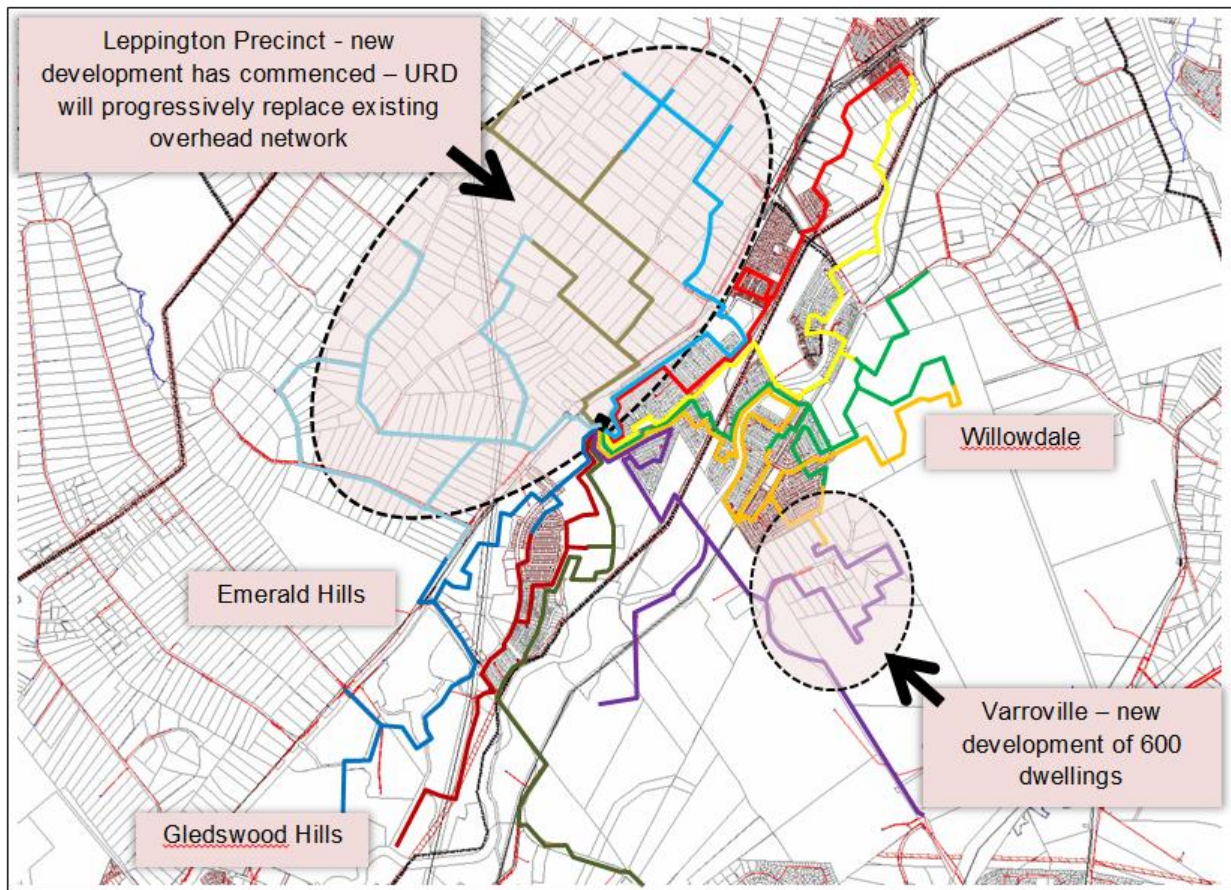 Leppington Precinct - new
development has commenced – URD
will progressively replace existing
overhead network
Willowdale
Emerald Hills
Varroville – new
development of 600
dwellings
Gledswood Hills